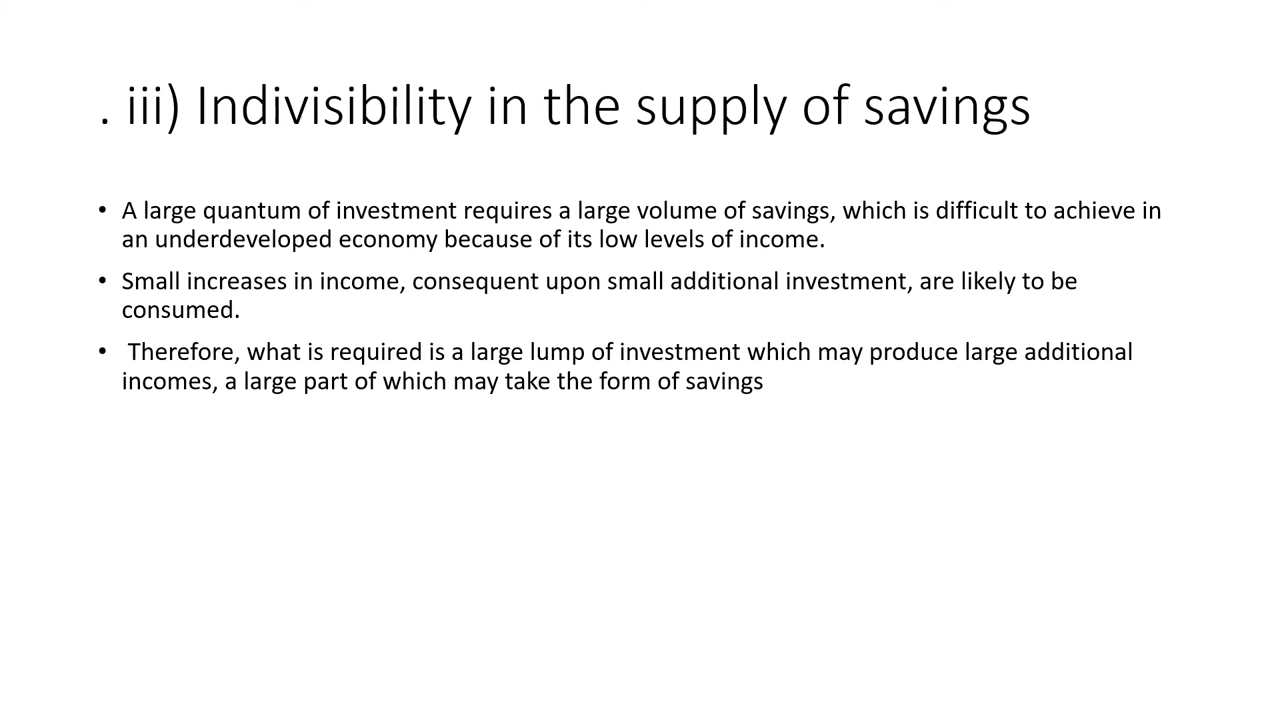 . iii) Indivisibility in the supply of savings
• A large quantum of investment requires a large volume of savings, which is difficult to achieve in
an underdeveloped economy because of its low levels of income.
• Small increases in income, consequent upon small additional investment, are likely to be
consumed.
• Therefore, what is required is a large lump of investment which may produce large additional
incomes, a large part of which may take the form of savings